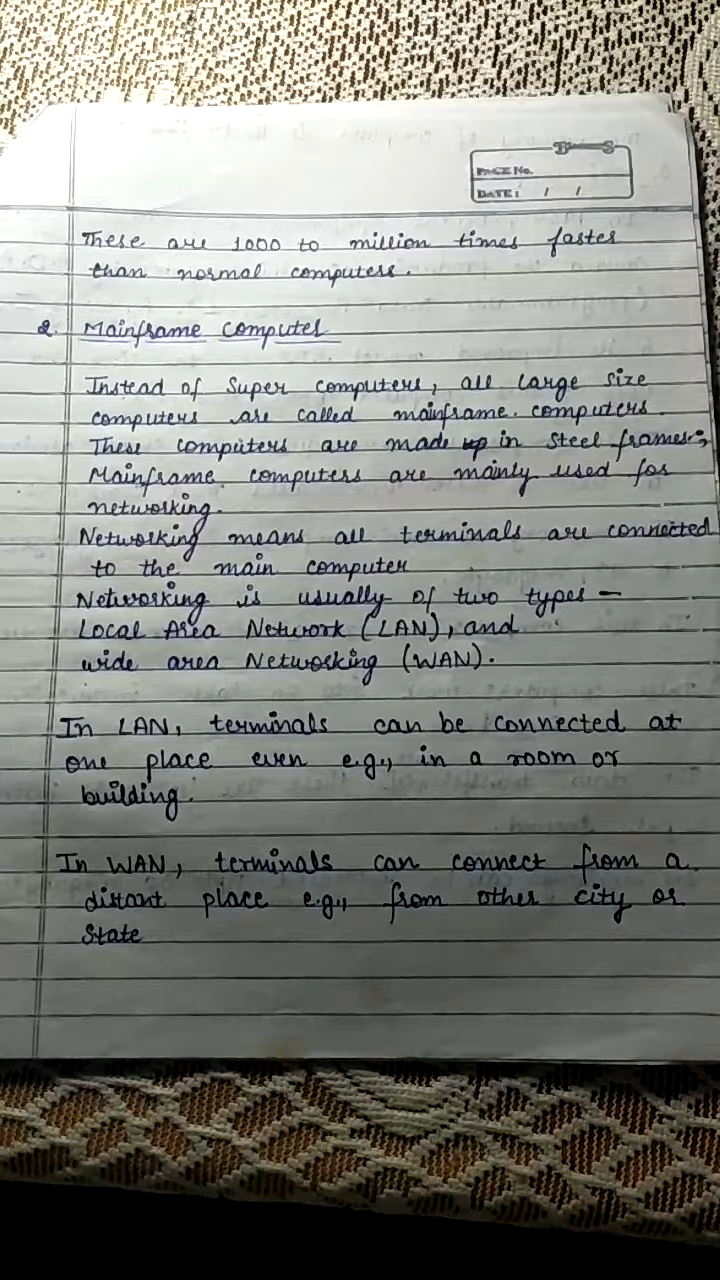 PAGE No.
DATE: / /
These are 1000 to million times faster
than normal computers.
2. Mainframe computer
Instead of Super computers, all large size
computers are called mainframe computers.
These computers are made up in steel frames,
Mainframe computers are mainly used for
networking.
Networking means all terminals are connected
to the main computer
Networking is usually of two types -
Local Area Network (LAN), and
wide area Networking (WAN).
In LAN, terminals can be connected at
one place even e.g., in a room or
building.
In WAN, terminals can connect from a
distant place e.g., from other city or
State